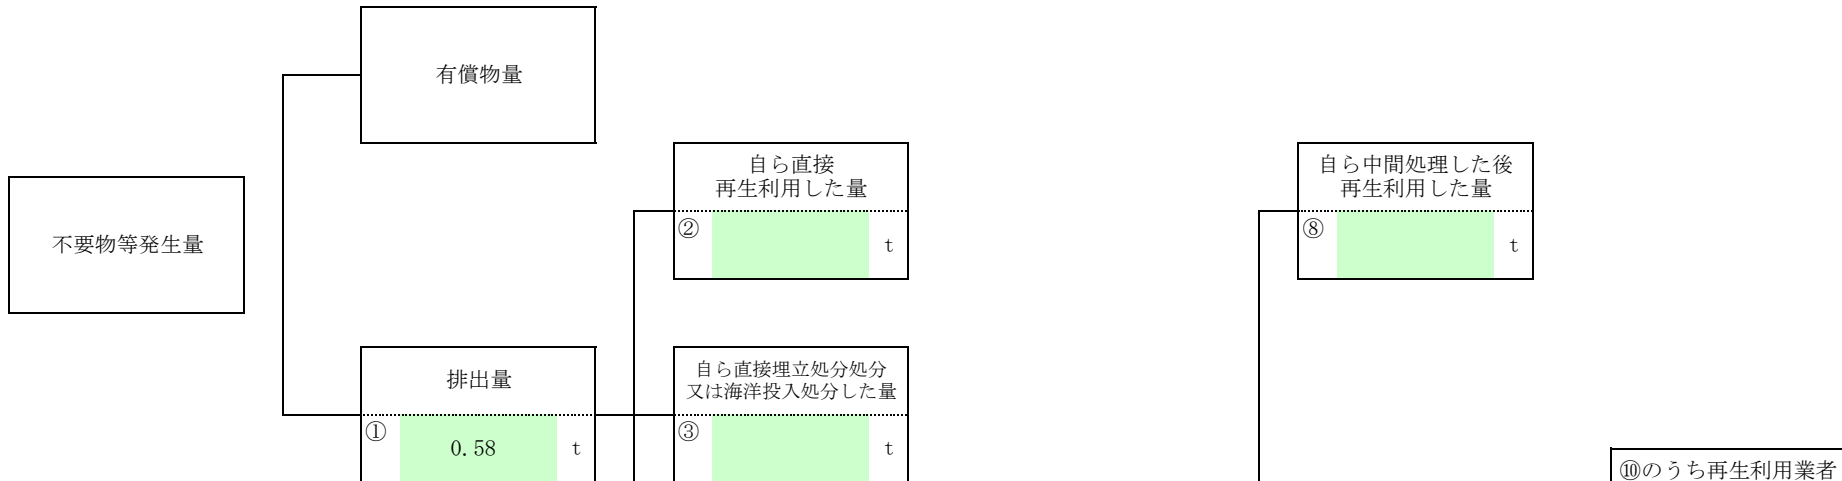 有償物量
自ら直接
再生利用した量
自ら中間処理した後
再生利用した量
不要物等発生量
②
t
⑧
t
排出量
自ら直接埋立処分処分
又は海洋投入処分した量
①
0.58
t
③
t
⑩のうち再生利用業者